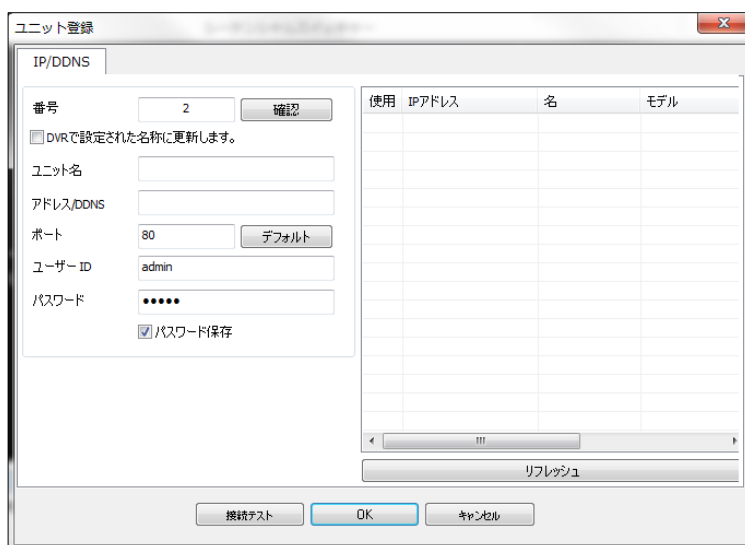 ユニット登録
IP/DDNS
番号 2 確認
DVRで設定された名称に更新します。
ユニット名
アドレス/DDNS
ポート 80 デフォルト
ユーザー ID admin
パスワード •••••
パスワード保存
使用 IPアドレス 名 モデル
リフレッシュ
接続テスト OK キャンセル